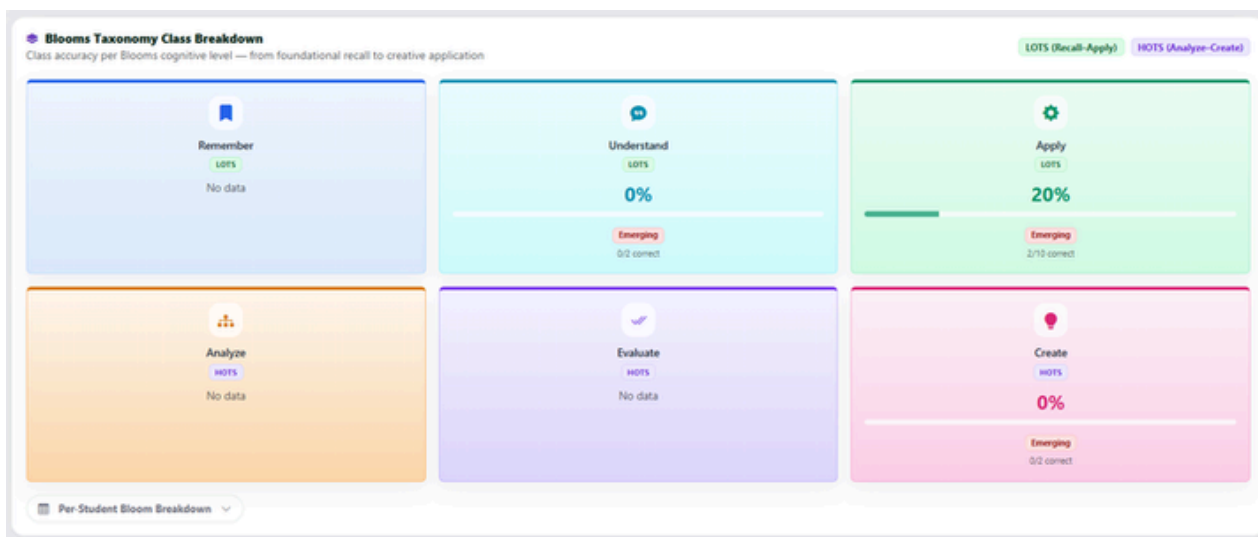 Blooms Taxonomy Class Breakdown
Class accuracy per Blooms cognitive level — from foundational recall to creative application
LOTS (Recall-Apply) HOTS (Analyze-Create)
Remember
LOTS
No data
Understand
LOTS
0%
Emerging
0/2 correct
Apply
LOTS
20%
Emerging
2/10 correct
Analyze
HOTS
No data
Evaluate
HOTS
No data
Create
HOTS
0%
Emerging
0/2 correct
Per-Student Bloom Breakdown